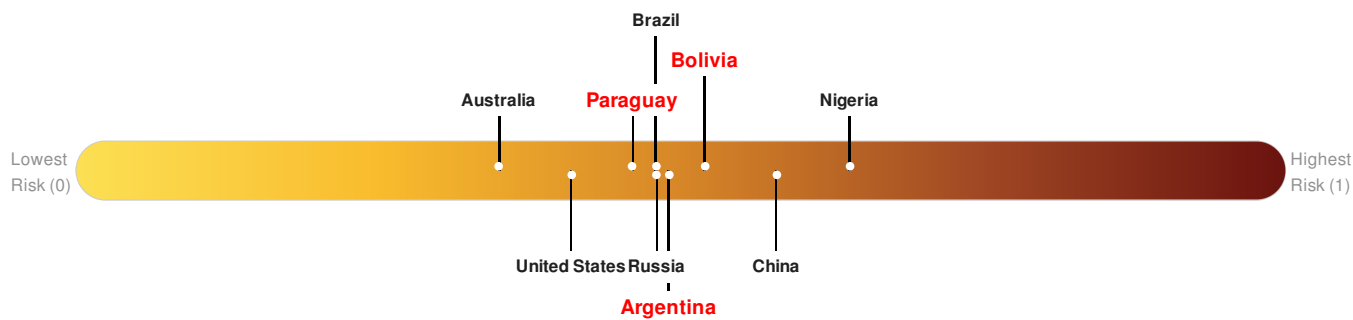 Brazil
Bolivia
Australia
Paraguay
Nigeria
Lowest
Risk (0)
Highest
Risk (1)
United States
Russia
China
Argentina